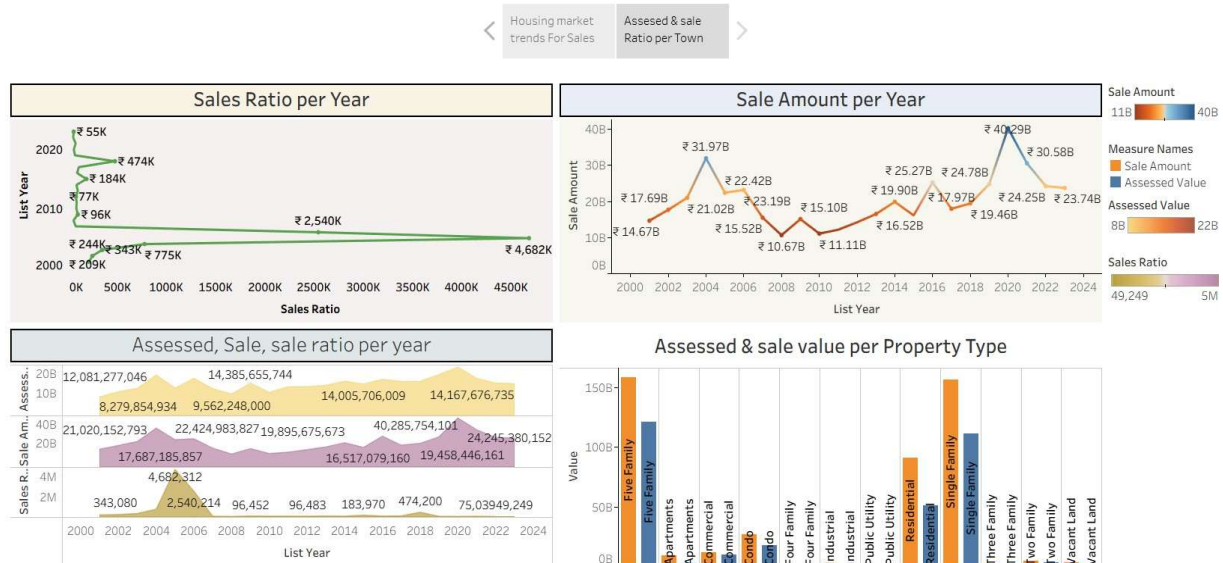 Housing market
trends For Sales
Assesed & sale
Ratio per Town
Sales Ratio per Year
List Year
2020
2010
2000
₹ 55K
₹ 474K
₹ 184K
₹ 77K
₹ 96K
₹ 2,540K
₹ 4,682K
₹ 244K
₹ 343K
₹ 775K
₹ 209K
0K 500K 1000K 1500K 2000K 2500K 3000K 3500K 4000K 4500K
Sales Ratio
Sale Amount per Year
Sale Amount
40B
30B
20B
10B
0B
₹ 14.67B
₹ 17.69B
₹ 21.02B
₹ 31.97B
₹ 22.42B
₹ 23.19B
₹ 15.52B
₹ 10.67B
₹ 15.10B
₹ 11.11B
₹ 16.52B
₹ 19.90B
₹ 25.27B
₹ 17.97B
₹ 19.46B
₹ 24.78B
₹ 40.29B
₹ 30.58B
₹ 24.25B
₹ 23.74B
2000 2002 2004 2006 2008 2010 2012 2014 2016 2018 2020 2022 2024
List Year
Sale Amount
11B 40B
Measure Names
Sale Amount
Assessed Value
Assessed Value
8B 22B
Sales Ratio
49,249 5M
Assessed, Sale, sale ratio per year
Assess..
20B
10B
12,081,277,046
8,279,854,934
14,385,655,744
9,562,248,000
14,005,706,009
14,167,676,735
Sale Am..
40B
20B
21,020,152,793
17,687,185,857
22,424,983,827
19,895,675,673
16,517,079,160
40,285,754,101
19,458,446,161
24,245,380,152
Sales R..
4M
2M
343,080
4,682,312
2,540,214
96,452
96,483
183,970
474,200
75,039
49,249
2000 2002 2004 2006 2008 2010 2012 2014 2016 2018 2020 2022 2024
List Year
Assessed & sale value per Property Type
Value
150B
100B
50B
0B
Five Family
Five Family
Apartments
Apartments
Commercial
Commercial
Condo
Condo
Four Family
Four Family
Industrial
Industrial
Public Utility
Public Utility
Residential
Residential
Single Family
Single Family
Three Family
Three Family
Two Family
Two Family
Vacant Land
Vacant Land